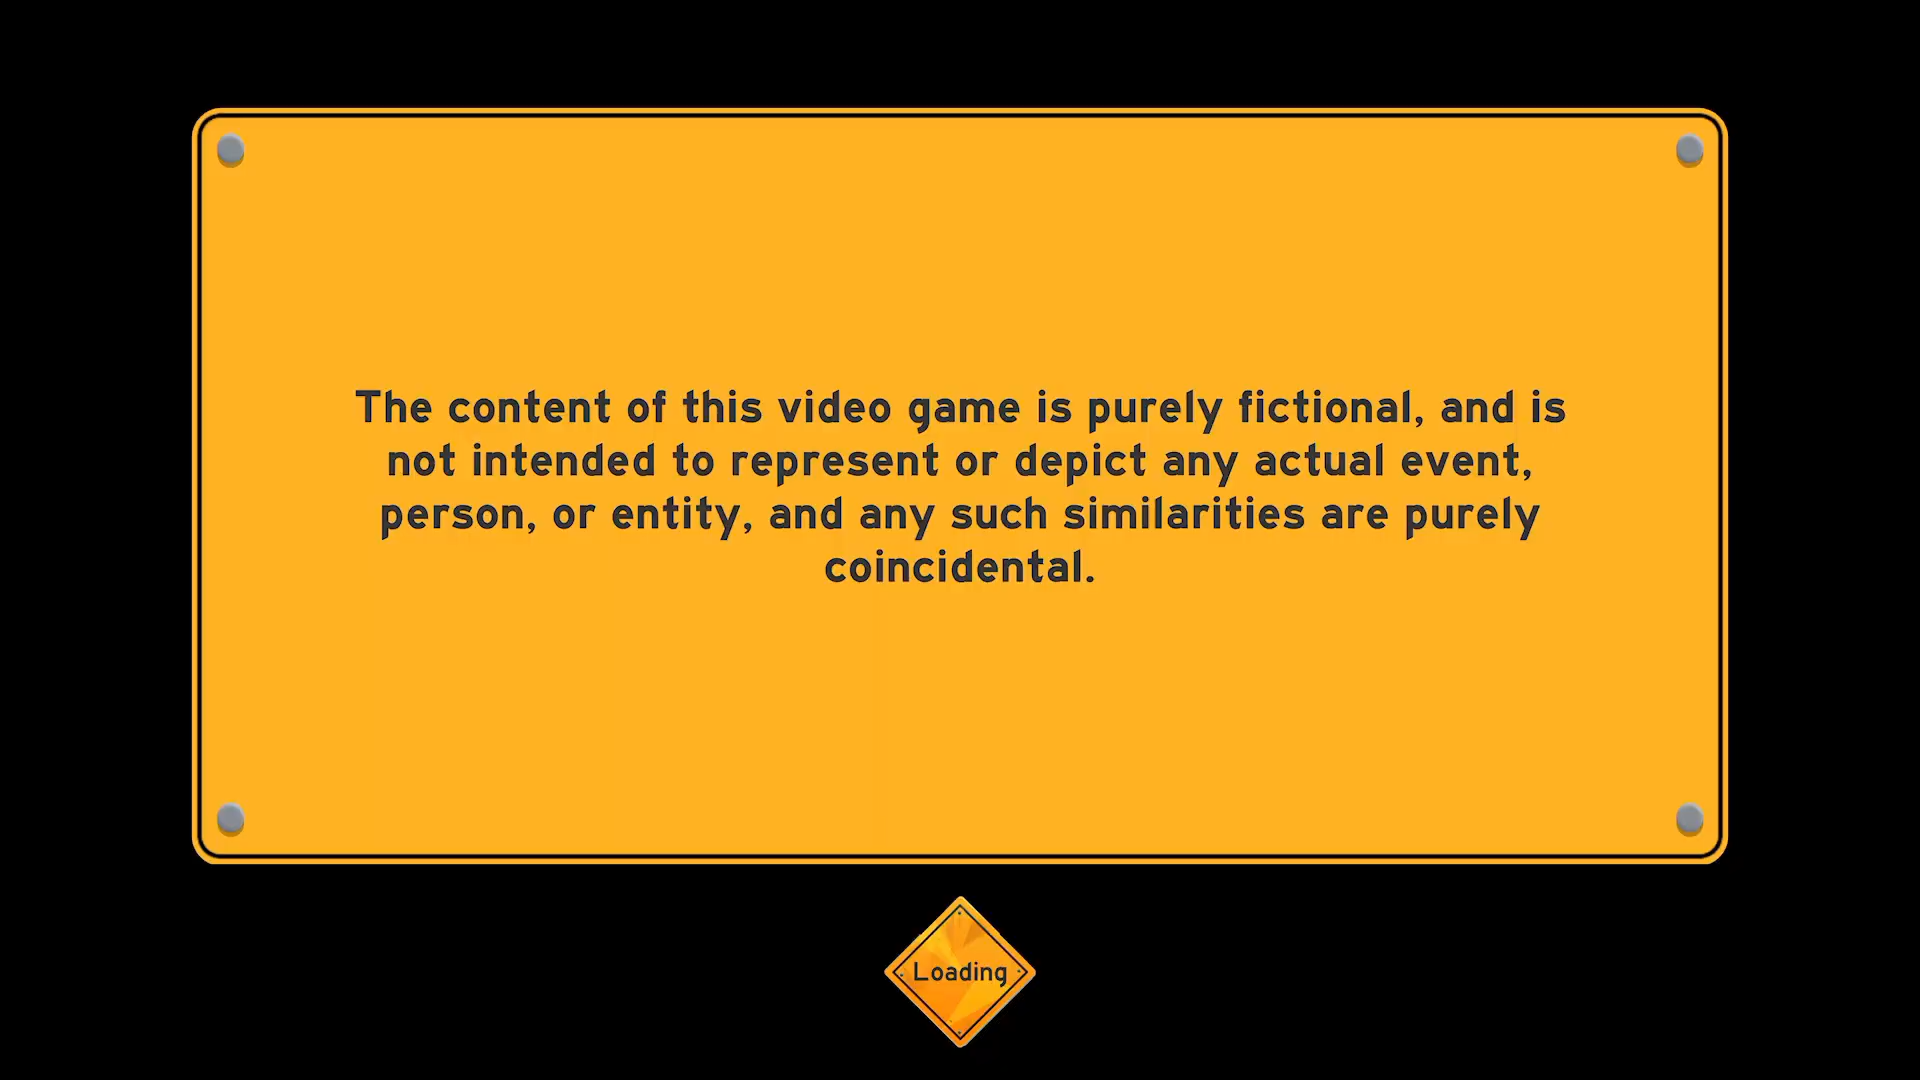 The content of this video game is purely fictional, and is
not intended to represent or depict any actual event,
person, or entity, and any such similarities are purely
coincidental.
Loading